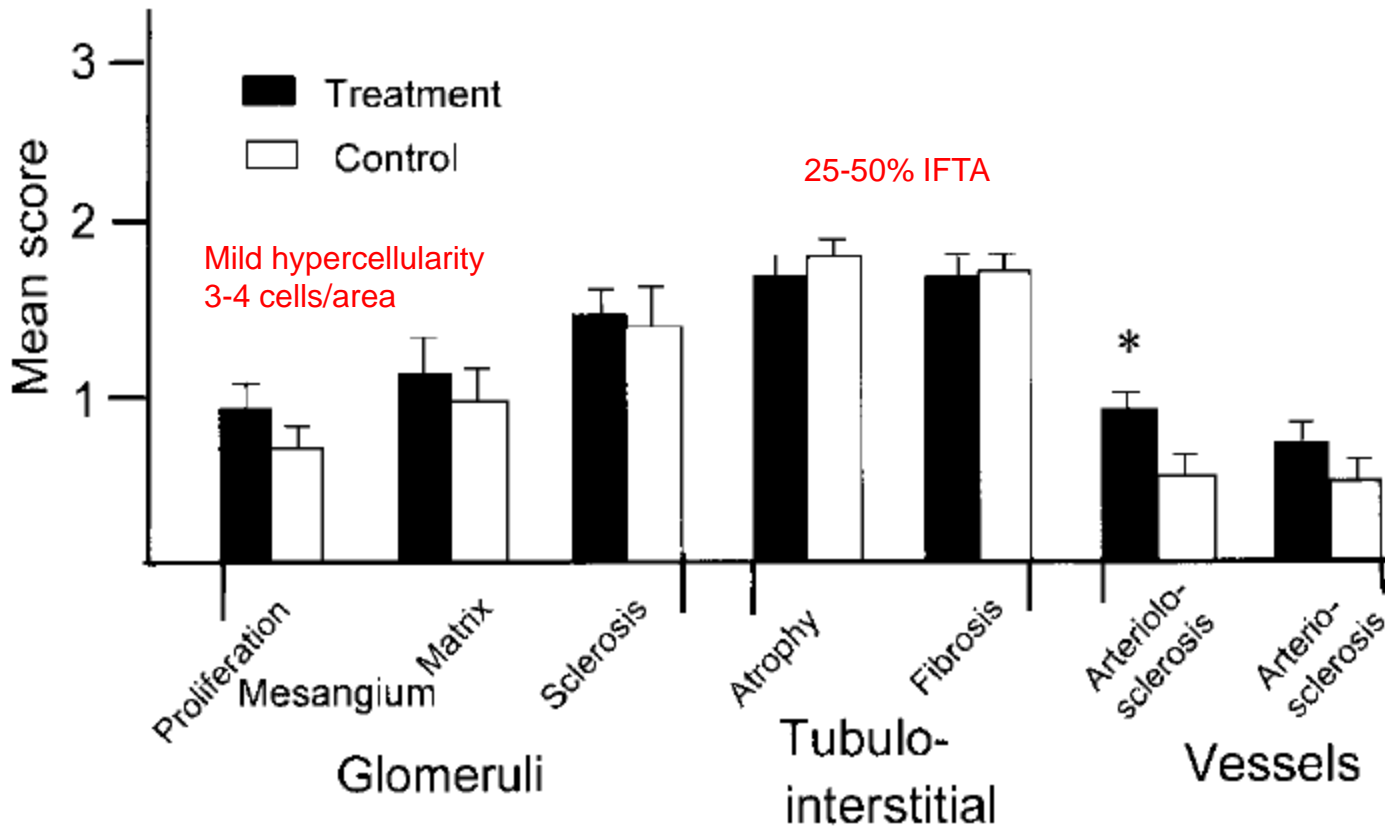 3
Treatment
Control
25-50% IFTA
2
Mild hypercellularity
3-4 cells/area
Mean score
*
1
Proliferation
Matrix
Sclerosis
Atrophy
Fibrosis
Arteriolo-
sclerosis
Arterio-
sclerosis
Mesangium
Glomeruli
Tubulo-
interstitial
Vessels